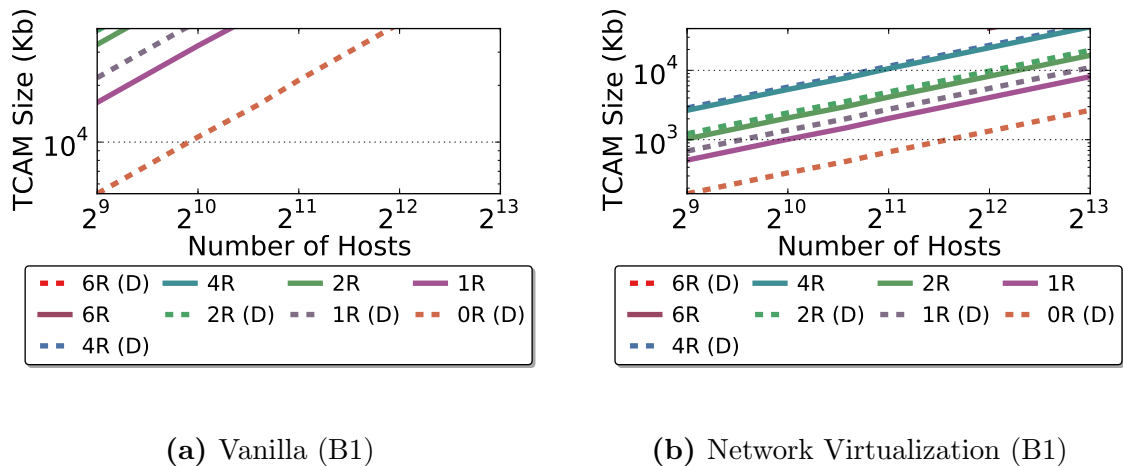 TCAM Size (Kb)
10^4
2^9 2^10 2^11 2^12 2^13
Number of Hosts
6R (D) 4R 2R 1R
6R 2R (D) 1R (D) 0R (D)
4R (D)
(a) Vanilla (B1)
TCAM Size (Kb)
10^4
10^3
2^9 2^10 2^11 2^12 2^13
Number of Hosts
6R (D) 4R 2R 1R
6R 2R (D) 1R (D) 0R (D)
4R (D)
(b) Network Virtualization (B1)